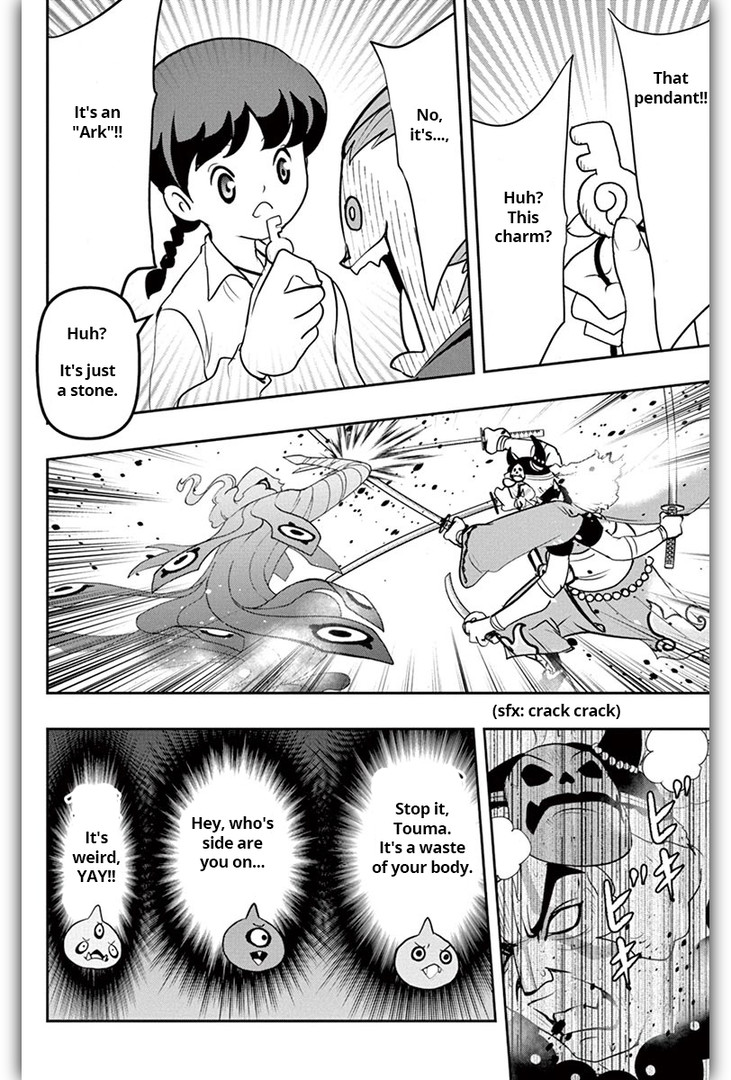 That
pendant!!
Huh?
This
charm?
No,
it's...,
It's an
"Ark"!!
Huh?
It's just
a stone.
(sfx: crack crack)
ビキ
ビキ
Stop it,
Touma.
It's a waste
of your body.
Hey, who's
side are
you on...
It's
weird,
YAY!!